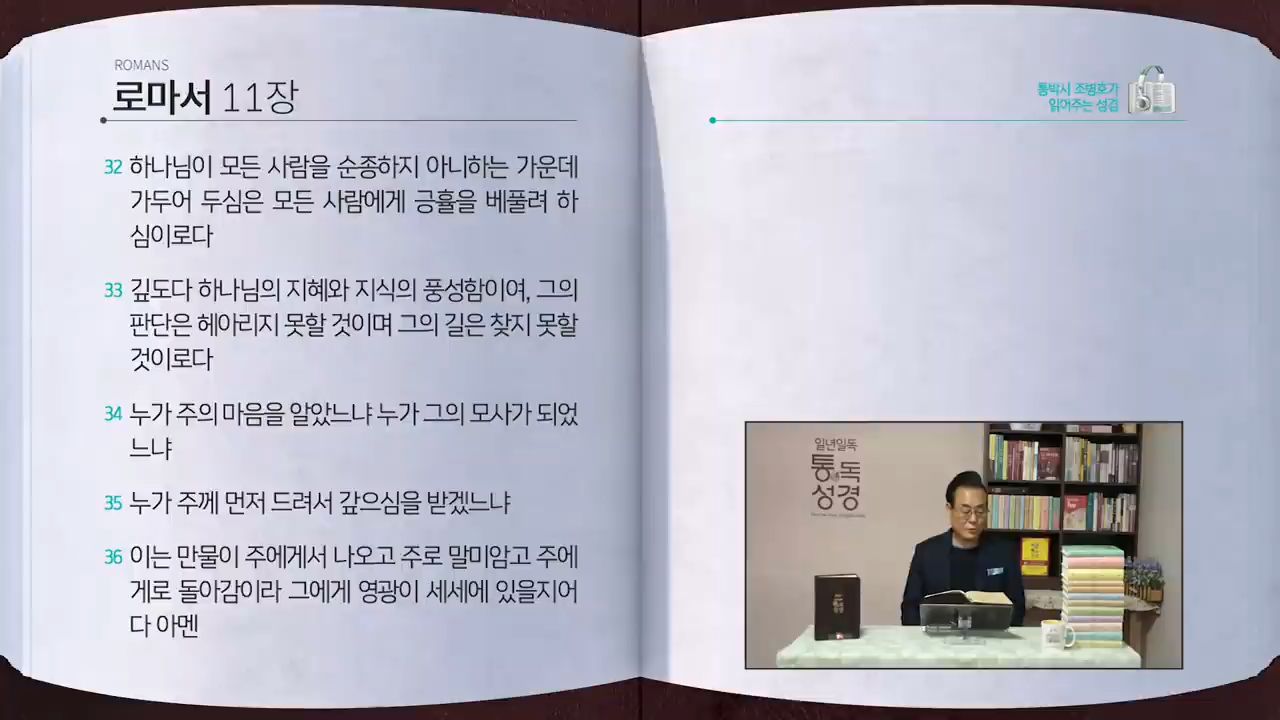 ROMANS
로마서 11장
32 하나님이 모든 사람을 순종하지 아니하는 가운데
가두어 두심은 모든 사람에게 긍휼을 베풀려 하
심이로다
33 깊도다 하나님의 지혜와 지식의 풍성함이여, 그의
판단은 헤아리지 못할 것이며 그의 길은 찾지 못할
것이로다
34 누가 주의 마음을 알았느냐 누가 그의 모사가 되었
느냐
35 누가 주께 먼저 드려서 갚으심을 받겠느냐
36 이는 만물이 주에게서 나오고 주로 말미암고 주에
게로 돌아감이라 그에게 영광이 세세에 있을지어
다 아멘
통박사 조병호가
읽어주는 성경
일년일독
통독
성경